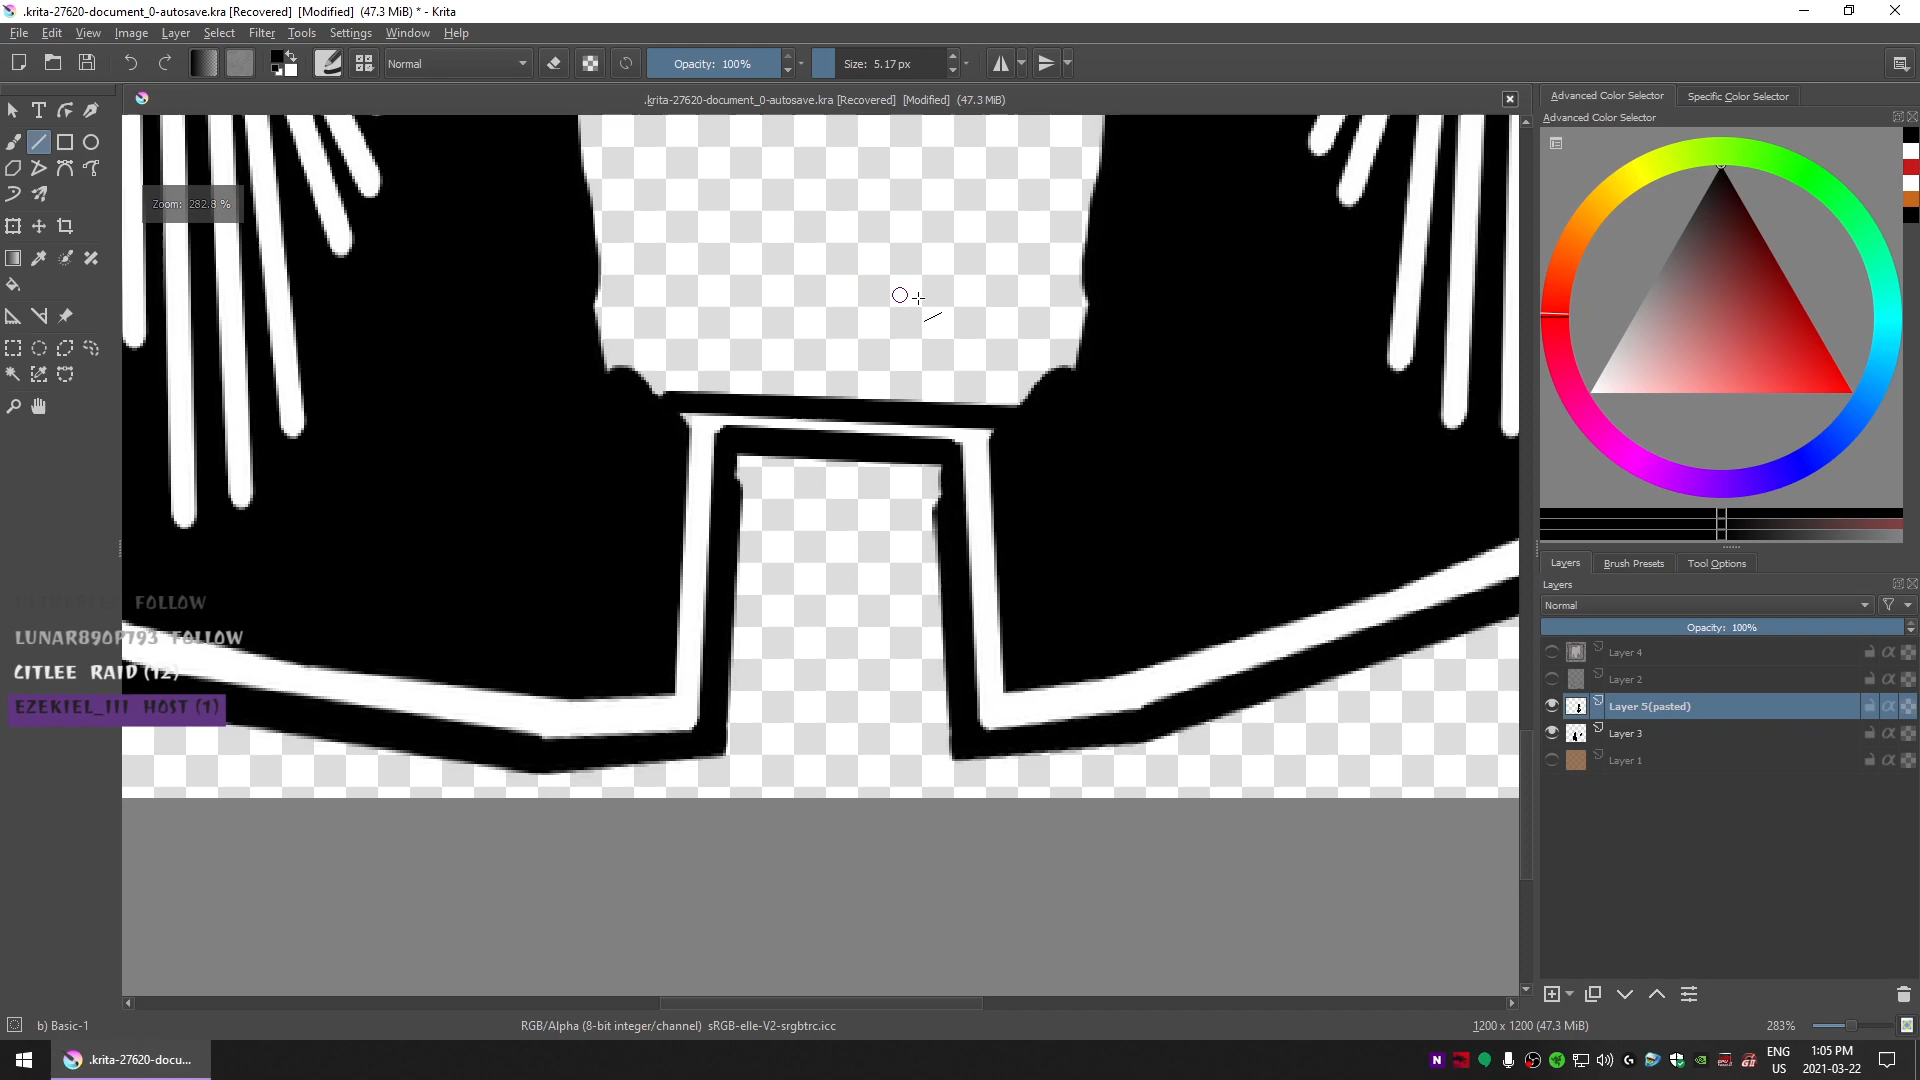 .krita-27620-document_0-autosave.kra [Recovered] [Modified] (47.3 MiB) * - Krita
File Edit View Image Layer Select Filter Tools Settings Window Help
Normal Opacity: 100% Size: 5.17 px
.krita-27620-document_0-autosave.kra [Recovered] [Modified] (47.3 MiB)
Advanced Color Selector Specific Color Selector
Advanced Color Selector
Zoom: 282.8 %
Layers Brush Presets Tool Options
Layers
Normal
Opacity: 100%
Layer 4
Layer 2
Layer 5(pasted)
Layer 3
Layer 1
FOLLOW
LUNAR890P793 FOLLOW
CITLEE RAID (12)
EZEKIEL_III HOST (1)
b) Basic-1 RGB/Alpha (8-bit integer/channel) sRGB-elle-V2-srgbtrc.icc 1200 x 1200 (47.3 MiB) 283%
.krita-27620-docu...
ENG
US
1:05 PM
2021-03-22